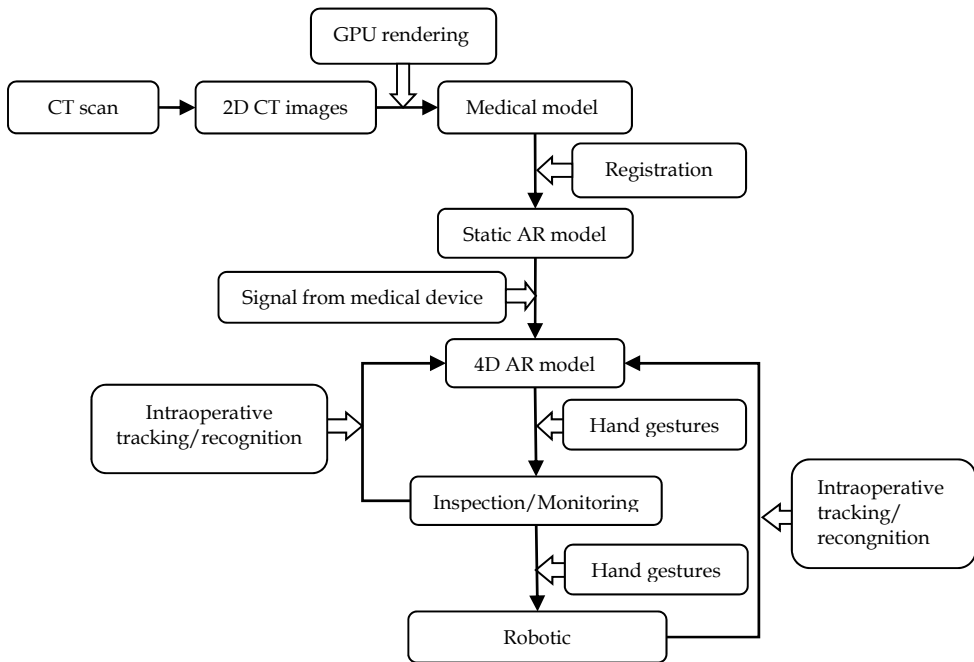 GPU rendering
CT scan
2D CT images
Medical model
Registration
Static AR model
Signal from medical device
4D AR model
Intraoperative
tracking/recognition
Hand gestures
Inspection/Monitoring
Intraoperative
tracking/
recongnition
Hand gestures
Robotic